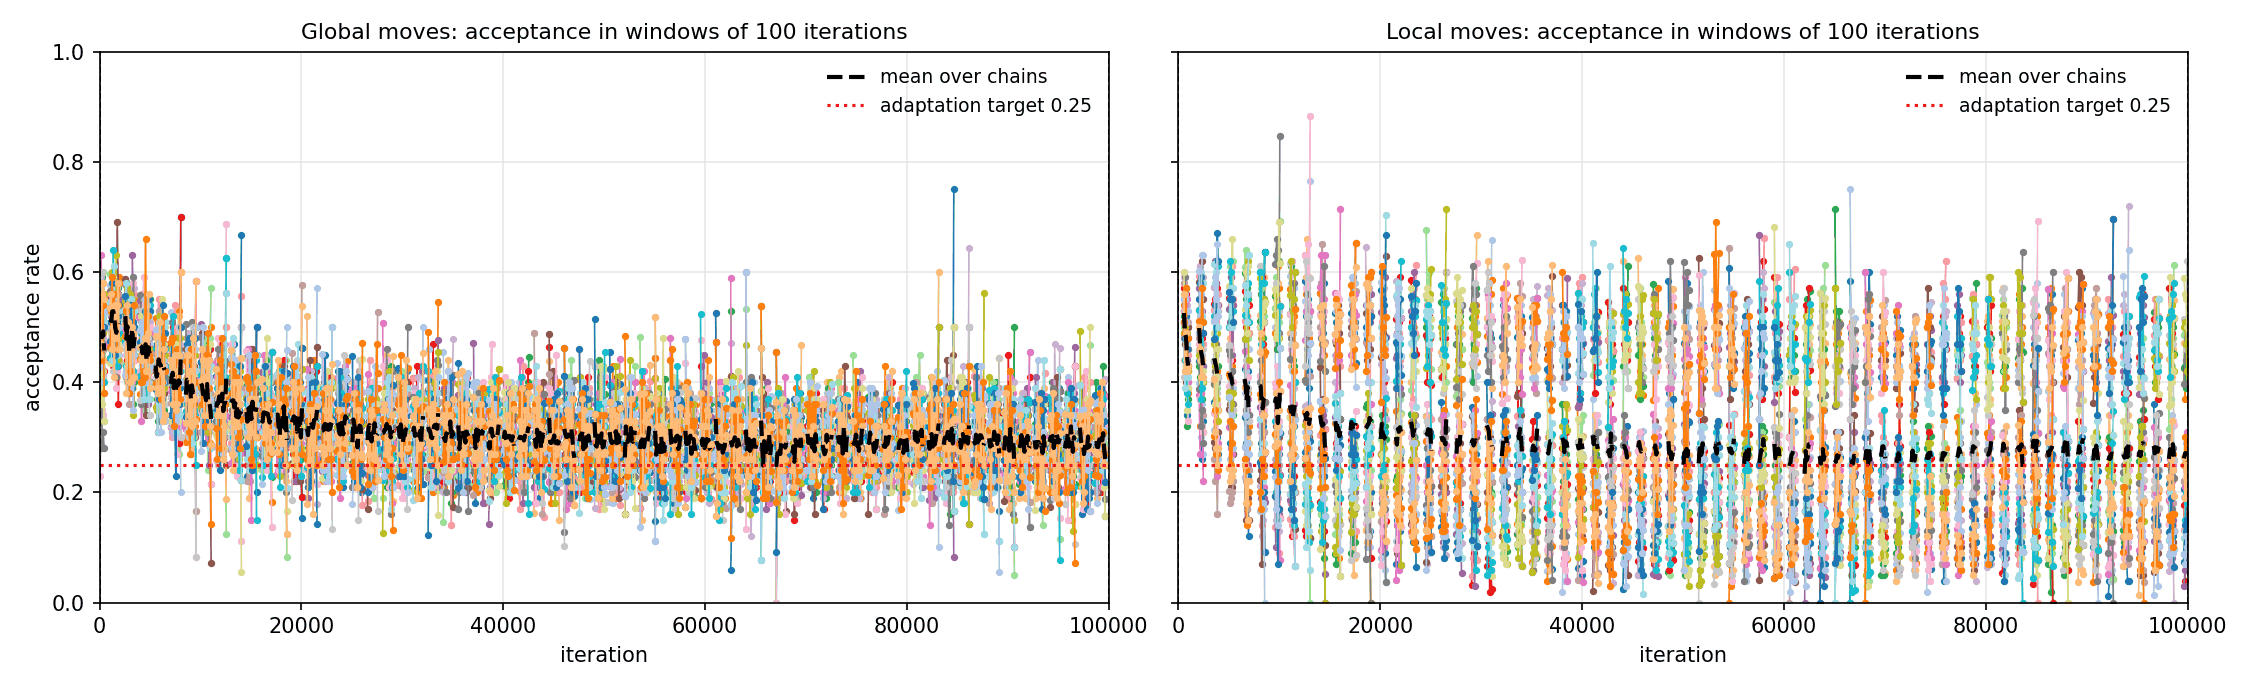 Global moves: acceptance in windows of 100 iterations
mean over chains
adaptation target 0.25
acceptance rate
1.0
0.8
0.6
0.4
0.2
0.0
0 20000 40000 60000 80000 100000
iteration
Local moves: acceptance in windows of 100 iterations
mean over chains
adaptation target 0.25
0 20000 40000 60000 80000 100000
iteration